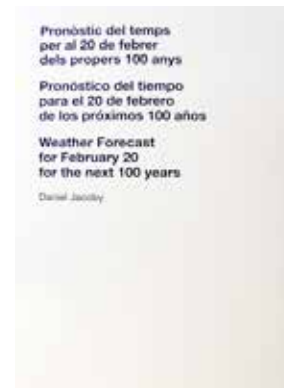 Pronòstic del temps
per al 20 de febrer
dels propers 100 anys
Pronóstico del tiempo
para el 20 de febrero
de los próximos 100 años
Weather Forecast
for February 20
for the next 100 years
Daniel Jacoby